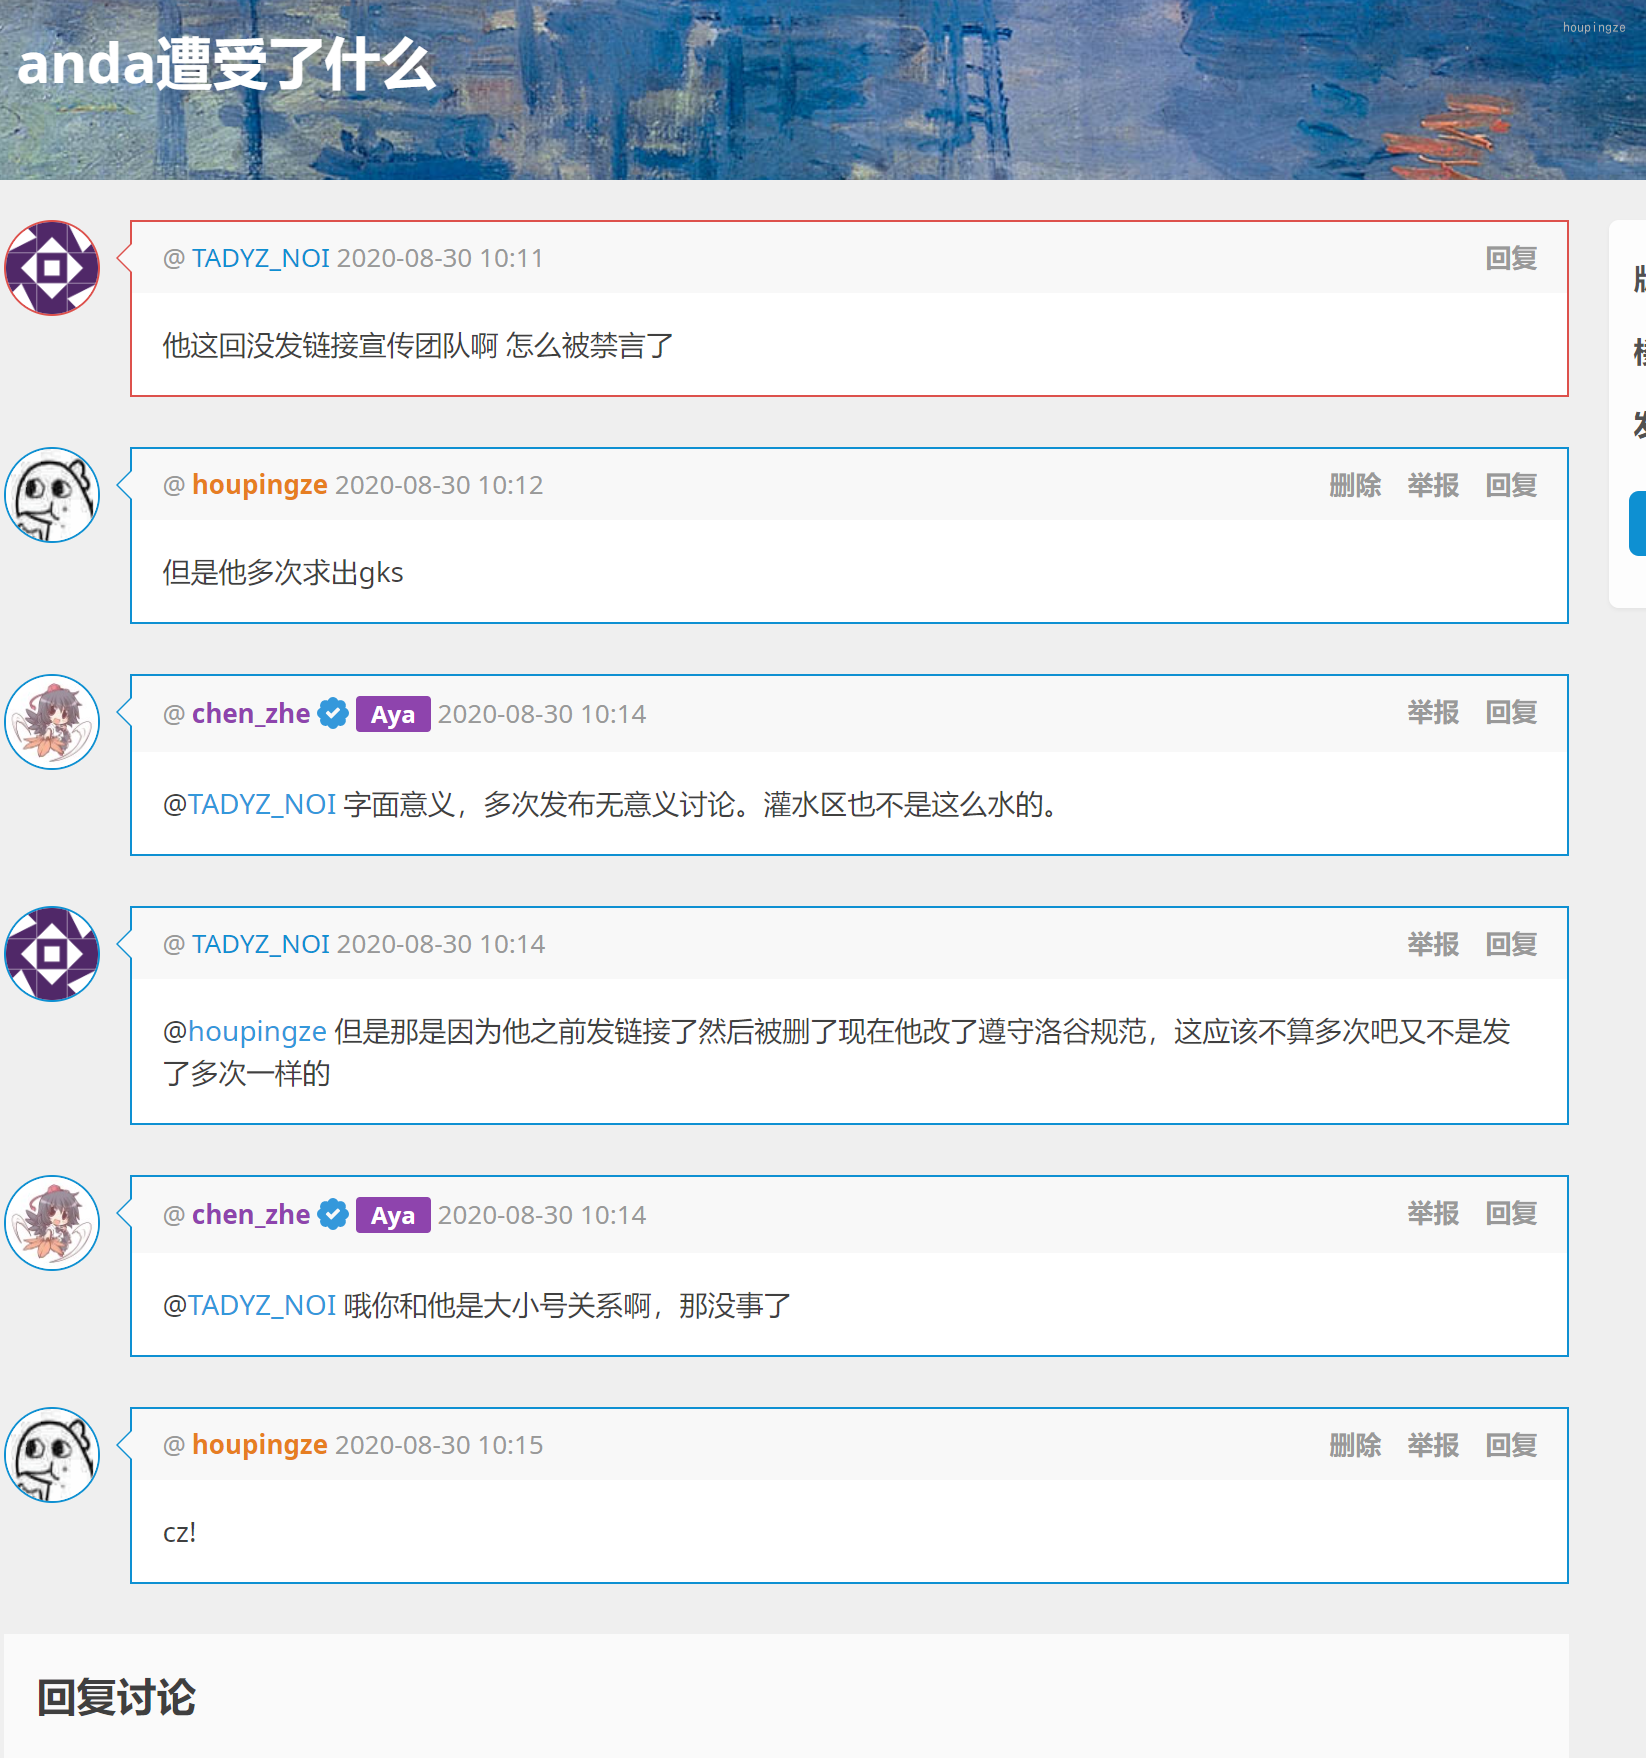 houpingze
anda遭受了什么
@ TADYZ_NOI 2020-08-30 10:11 回复
他这回没发链接宣传团队啊 怎么被禁言了
@ houpingze 2020-08-30 10:12 删除 举报 回复
但是他多次求出gks
@ chen_zhe Aya 2020-08-30 10:14 举报 回复
@TADYZ_NOI 字面意义，多次发布无意义讨论。灌水区也不是这么水的。
@ TADYZ_NOI 2020-08-30 10:14 举报 回复
@houpingze 但是那是因为他之前发链接了然后被删了现在他改了遵守洛谷规范，这应该不算多次吧又不是发
了多次一样的
@ chen_zhe Aya 2020-08-30 10:14 举报 回复
@TADYZ_NOI 哦你和他是大小号关系啊，那没事了
@ houpingze 2020-08-30 10:15 删除 举报 回复
cz!
回复讨论